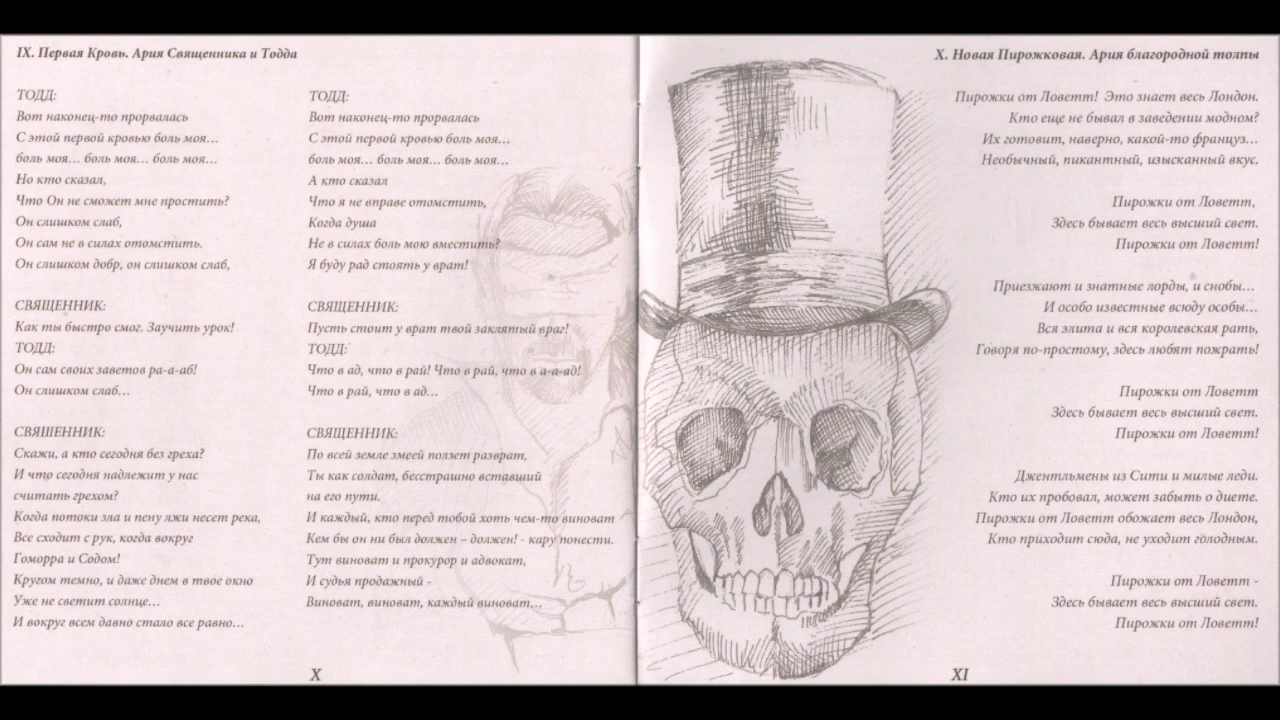 IX. Первая Кровь. Ария Священника и Тодда
ТОДД:
Вот наконец-то прорвалась
С этой первой кровью боль моя…
боль моя… боль моя… боль моя…
Но кто сказал,
Что Он не сможет мне простить?
Он слишком слаб,
Он сам не в силах отомстить.
Он слишком добр, он слишком слаб,
СВЯЩЕННИК:
Как ты быстро смог. Заучить урок!
ТОДД:
Он сам своих заветов ра-а-аб!
Он слишком слаб…
СВЯШЕННИК:
Скажи, а кто сегодня без греха?
И что сегодня надлежит у нас
считать грехом?
Когда потоки зла и пену лжи несет река,
Все сходит с рук, когда вокруг
Гоморра и Содом!
Кругом темно, и даже днем в твое окно
Уже не светит солнце…
И вокруг всем давно стало все равно…
ТОДД:
Вот наконец-то прорвалась
С этой первой кровью боль моя…
боль моя… боль моя… боль моя…
А кто сказал
Что я не вправе отомстить,
Когда душа
Не в силах боль мою вместить?
Я буду рад стоять у врат!
СВЯЩЕННИК:
Пусть стоит у врат твой заклятый враг!
ТОДД:
Что в ад, что в рай! Что в рай, что в а-а-ад!
Что в рай, что в ад…
СВЯЩЕННИК:
По всей земле змеей ползет разврат,
Ты как солдат, бесстрашно вставший
на его пути.
И каждый, кто перед тобой хоть чем-то виноват
Кем бы он ни был должен – должен! - кару понести.
Тут виноват и прокурор и адвокат,
И судья продажный -
Виноват, виноват, каждый виноват…
X
X. Новая Пирожковая. Ария благородной толпы
Пирожки от Ловетт! Это знает весь Лондон.
Кто еще не бывал в заведении модном?
Их готовит, наверно, какой-то француз…
Необычный, пикантный, изысканный вкус.
Пирожки от Ловетт,
Здесь бывает весь высший свет.
Пирожки от Ловетт!
Приезжают и знатные лорды, и снобы…
И особо известные всюду особы…
Вся элита и вся королевская рать,
Говоря по-простому, здесь любят пожрать!
Пирожки от Ловетт
Здесь бывает весь высший свет.
Пирожки от Ловетт!
Джентльмены из Сити и милые леди.
Кто их пробовал, может забыть о диете.
Пирожки от Ловетт обожает весь Лондон,
Кто приходит сюда, не уходит голодным.
Пирожки от Ловетт -
Здесь бывает весь высший свет.
Пирожки от Ловетт!
XI